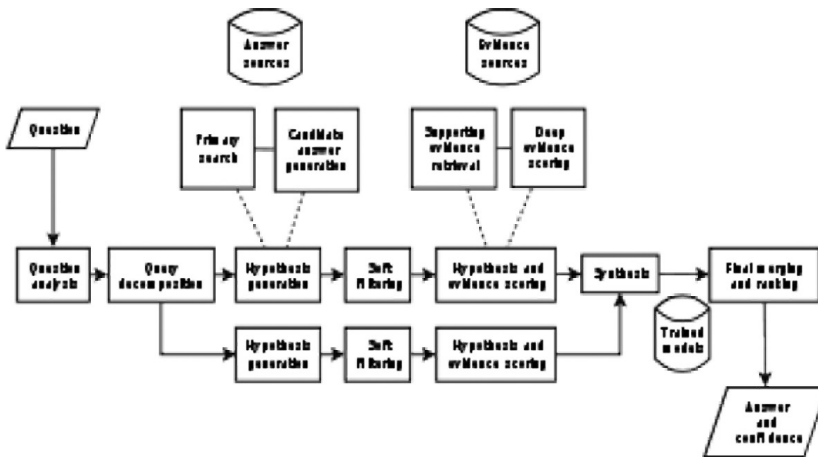 Answer
sources
Evidence
sources
Question
Primary
search
Candidate
answer
generation
Supporting
evidence
retrieval
Deep
evidence
scoring
Question
analysis
Query
decomposition
Hypothesis
generation
Soft
filtering
Hypothesis and
evidence scoring
Synthesis
Final merging
and ranking
Hypothesis
generation
Soft
filtering
Hypothesis and
evidence scoring
Trained
models
Answer
and
confidence